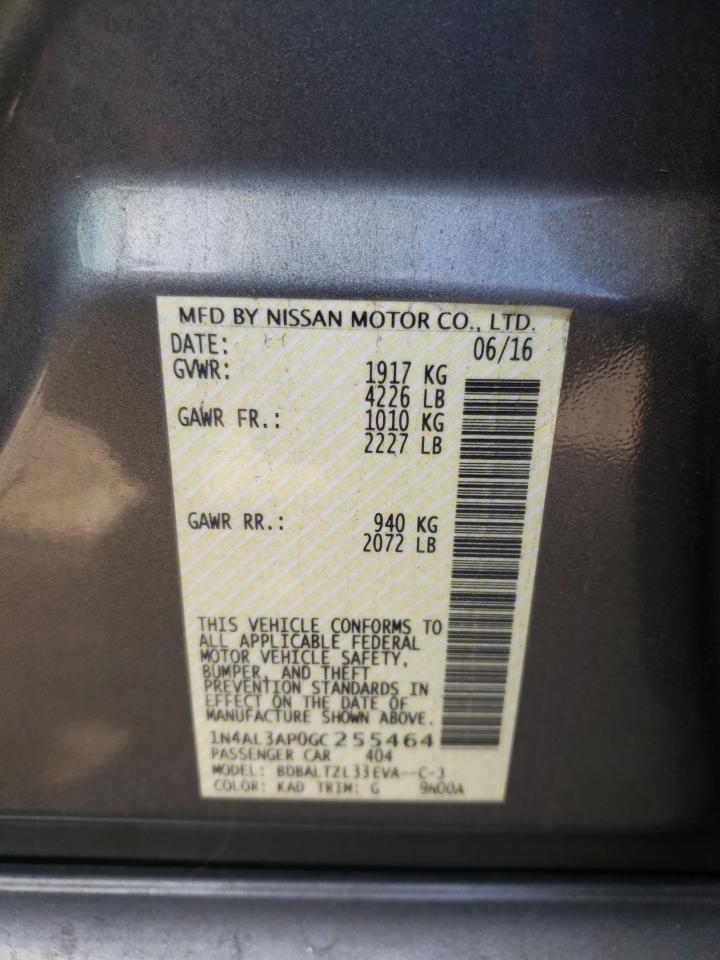 MFD BY NISSAN MOTOR CO., LTD.
DATE: 06/16
GVWR: 1917 KG
4226 LB
GAWR FR.: 1010 KG
2227 LB
GAWR RR.: 940 KG
2072 LB
THIS VEHICLE CONFORMS TO
ALL APPLICABLE FEDERAL
MOTOR VEHICLE SAFETY,
BUMPER, AND THEFT
PREVENTION STANDARDS IN
EFFECT ON THE DATE OF
MANUFACTURE SHOWN ABOVE.
1N4AL3AP0GC255464
PASSENGER CAR 404
MODEL: BDBALTZL33EVA--C-J
COLOR: KAD TRIM: G 9N00A